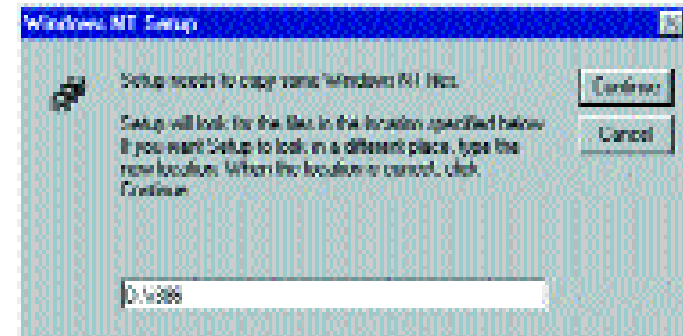 Windows NT Setup
Setup needs to copy some Windows NT files.
Continue
Setup will look for the files in the location specified below.
If you want Setup to look in a different place, type the
new location. When the location is correct, click
Continue.
Cancel
D:\i386